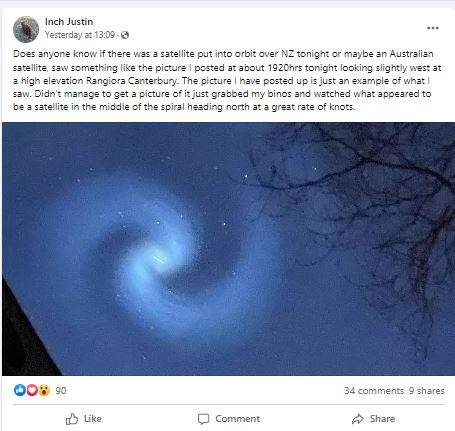 Inch Justin
Yesterday at 13:09 ·
Does anyone know if there was a satellite put into orbit over NZ tonight or maybe an Australian
satellite, saw something like the picture I posted at about 1920hrs tonight looking slightly west at
a high elevation Rangiora Canterbury. The picture I have posted up is just an example of what I
saw. Didn't manage to get a picture of it just grabbed my binos and watched what appeared to
be a satellite in the middle of the spiral heading north at a great rate of knots.
90
34 comments 9 shares
Like
Comment
Share